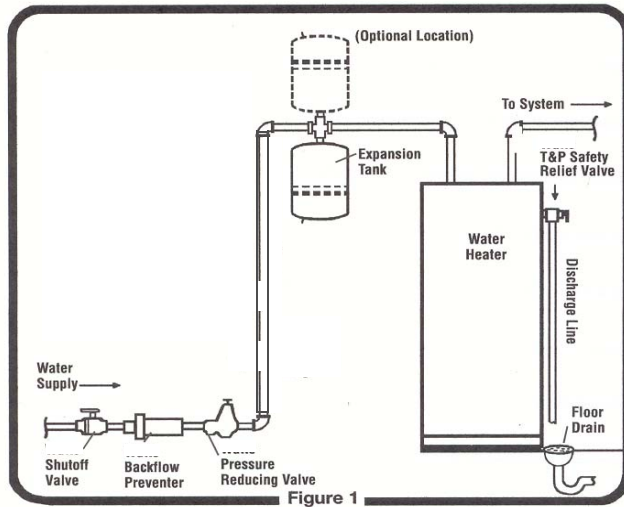 (Optional Location)
To System
Expansion
Tank
T&P Safety
Relief Valve
Water
Heater
Discharge Line
Water
Supply
Floor
Drain
Shutoff
Valve
Backflow
Preventer
Pressure
Reducing Valve
Figure 1